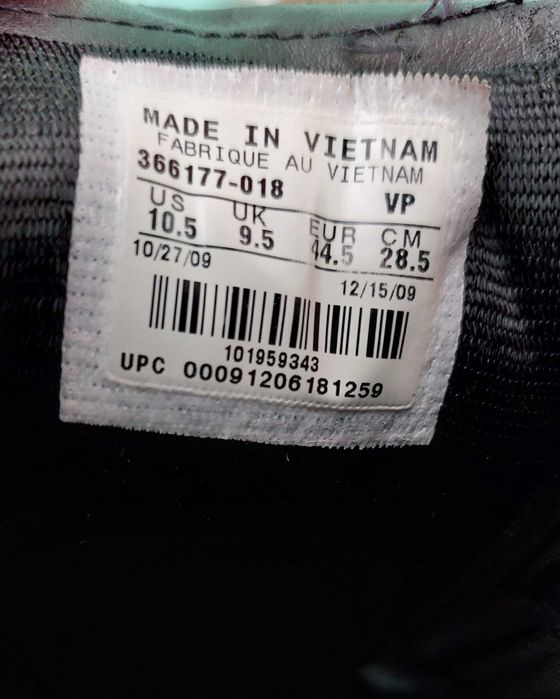 MADE IN VIETNAM
FABRIQUE AU VIETNAM
366177-018 VP
US UK EUR CM
10.5 9.5 44.5 28.5
10/27/09 12/15/09
101959343
UPC 00091206181259